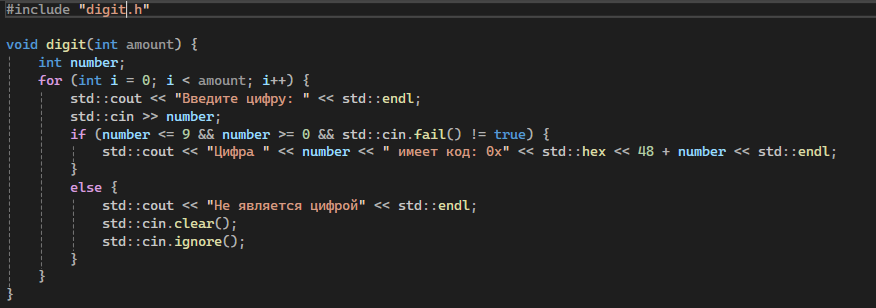 #include "digit.h"
void digit(int amount) {
int number;
for (int i = 0; i < amount; i++) {
std::cout << "Введите цифру: " << std::endl;
std::cin >> number;
if (number <= 9 && number >= 0 && std::cin.fail() != true) {
std::cout << "Цифра " << number << " имеет код: 0x" << std::hex << 48 + number << std::endl;
}
else {
std::cout << "Не является цифрой" << std::endl;
std::cin.clear();
std::cin.ignore();
}
}
}